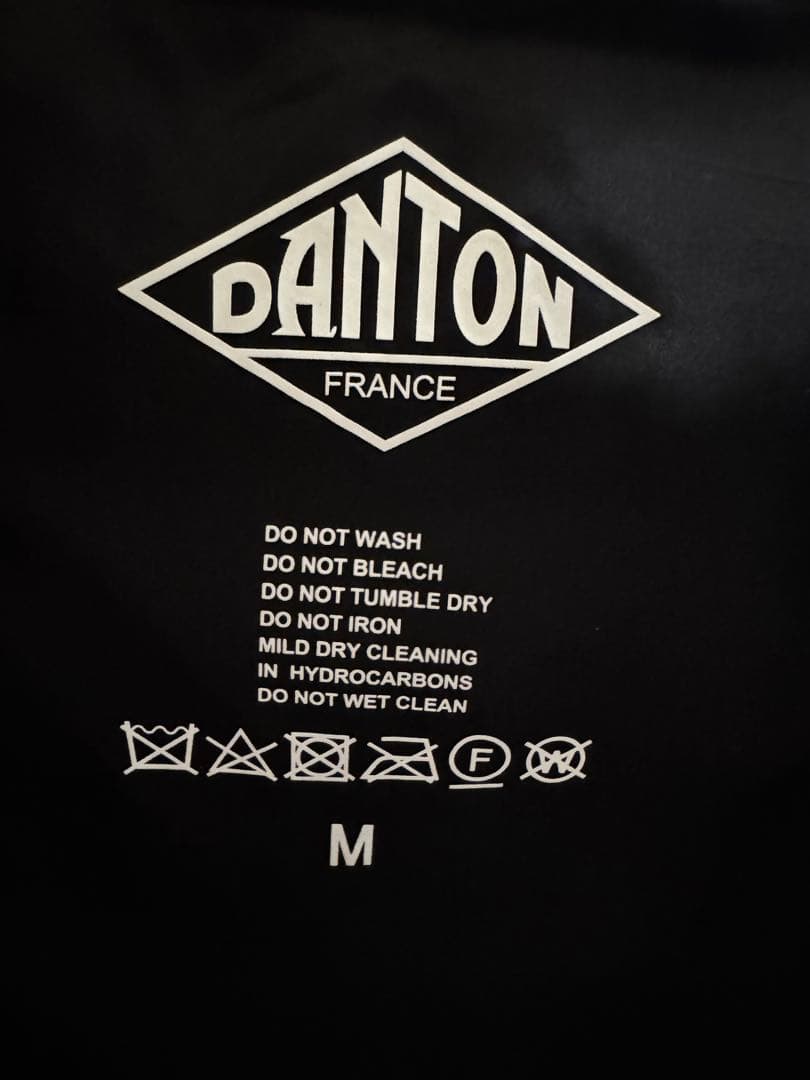 DANTON
FRANCE
DO NOT WASH
DO NOT BLEACH
DO NOT TUMBLE DRY
DO NOT IRON
MILD DRY CLEANING
IN HYDROCARBONS
DO NOT WET CLEAN
F W
M